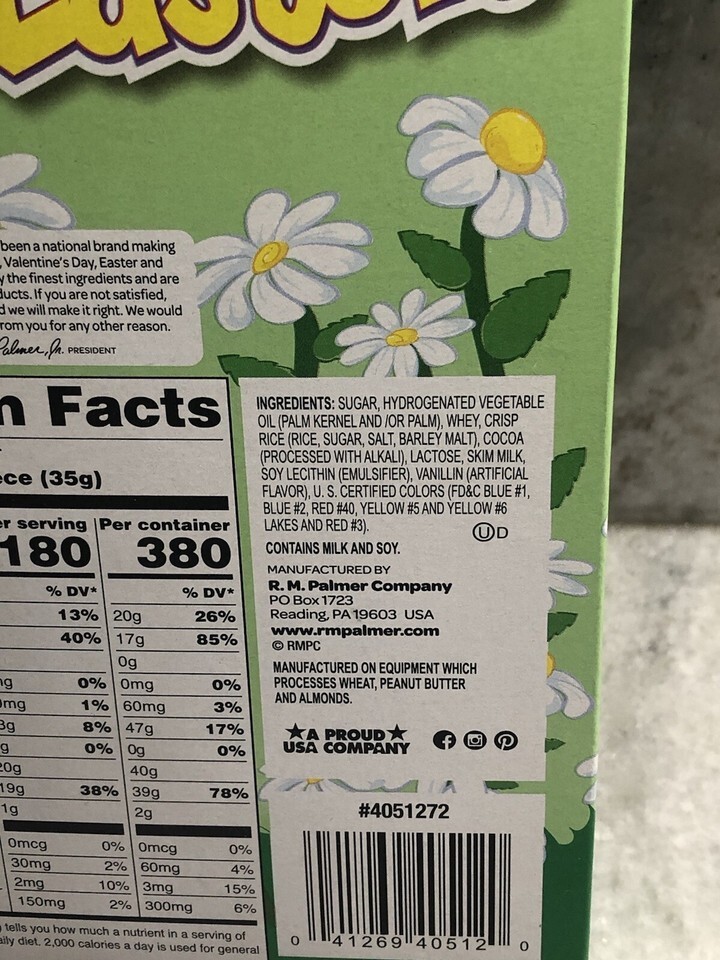 been a national brand making
, Valentine's Day, Easter and
y the finest ingredients and are
ducts. If you are not satisfied,
d we will make it right. We would
rom you for any other reason.
Palmer, Jr. PRESIDENT
n Facts
ece (35g)
er serving Per container
180 380
% DV* % DV*
13% 20g 26%
40% 17g 85%
0g
ng 0% 0mg 0%
0mg 1% 60mg 3%
3g 8% 47g 17%
g 0% 0g 0%
20g 40g
19g 38% 39g 78%
1g 2g
0mcg 0% 0mcg 0%
30mg 2% 60mg 4%
2mg 10% 3mg 15%
150mg 2% 300mg 6%
tells you how much a nutrient in a serving of
aily diet. 2,000 calories a day is used for general
INGREDIENTS: SUGAR, HYDROGENATED VEGETABLE
OIL (PALM KERNEL AND /OR PALM), WHEY, CRISP
RICE (RICE, SUGAR, SALT, BARLEY MALT), COCOA
(PROCESSED WITH ALKALI), LACTOSE, SKIM MILK,
SOY LECITHIN (EMULSIFIER), VANILLIN (ARTIFICIAL
FLAVOR), U. S. CERTIFIED COLORS (FD&C BLUE #1,
BLUE #2, RED #40, YELLOW #5 AND YELLOW #6
LAKES AND RED #3).
Ⓤ D
CONTAINS MILK AND SOY.
MANUFACTURED BY
R. M. Palmer Company
PO Box 1723
Reading, PA 19603 USA
www.rmpalmer.com
© RMPC
MANUFACTURED ON EQUIPMENT WHICH
PROCESSES WHEAT, PEANUT BUTTER
AND ALMONDS.
★A PROUD★
USA COMPANY
#4051272
0 41269 40512 0